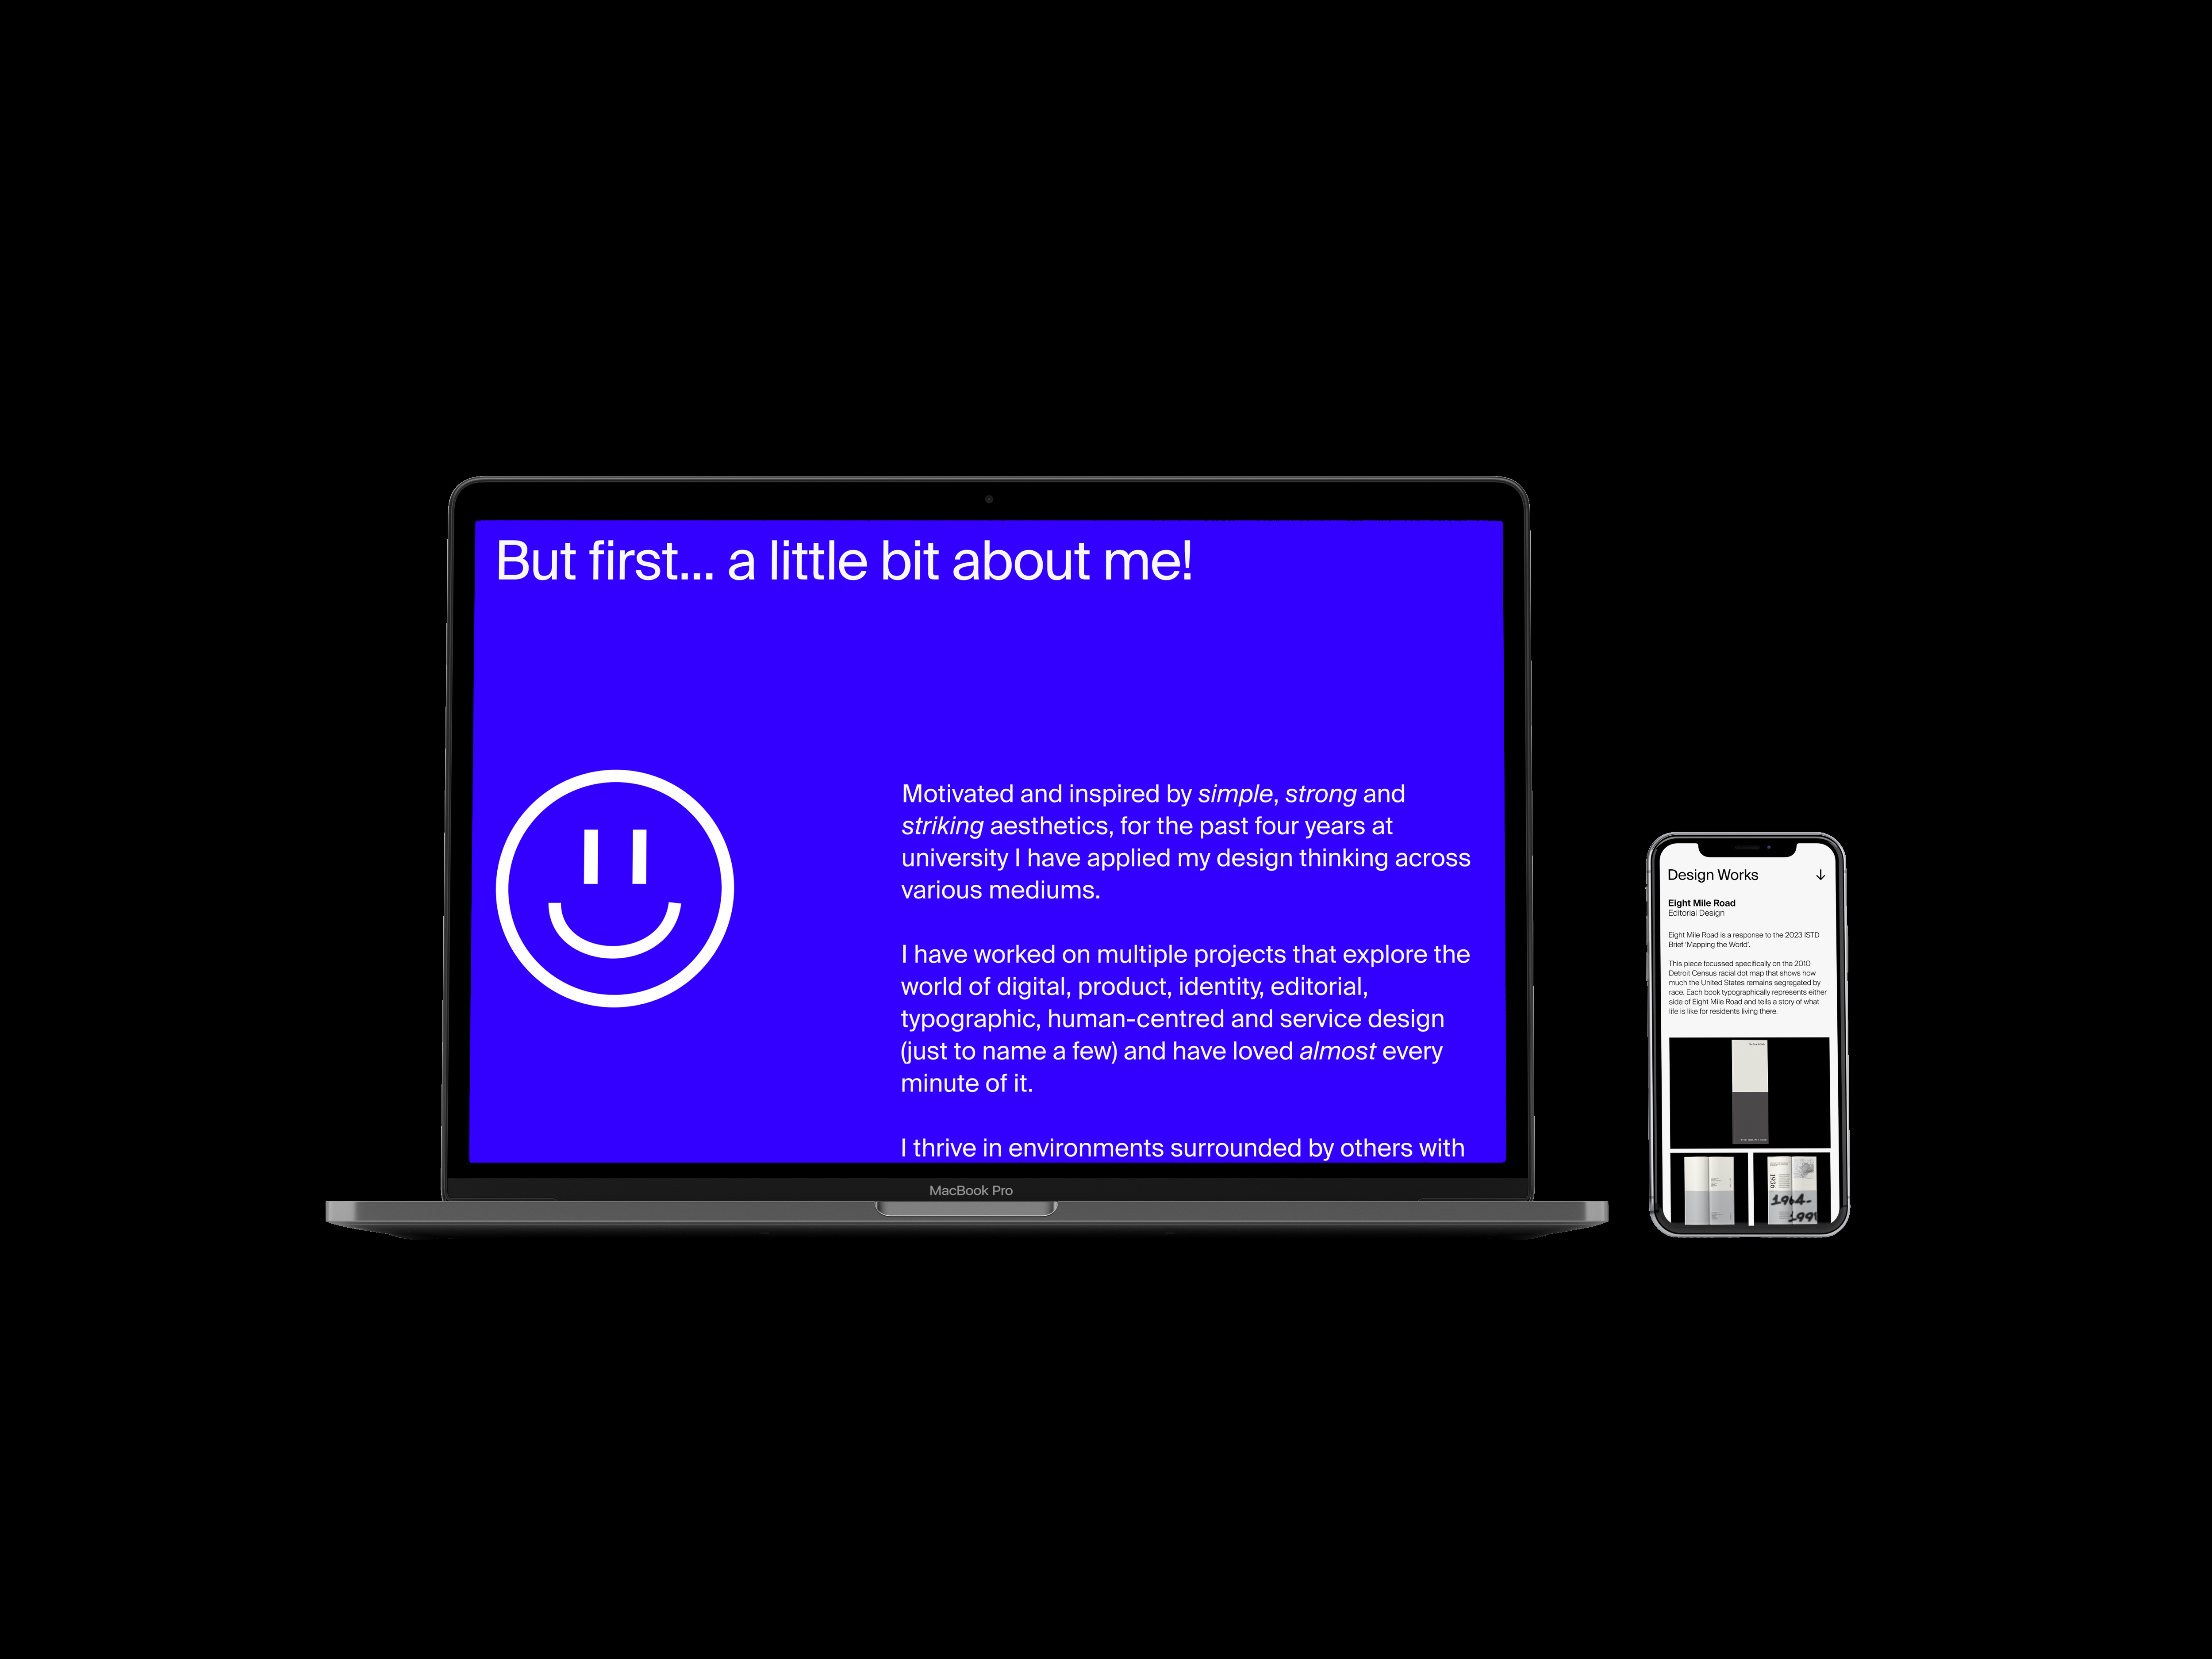 But first... a little bit about me!
Motivated and inspired by simple, strong and
striking aesthetics, for the past four years at
university I have applied my design thinking across
various mediums.
I have worked on multiple projects that explore the
world of digital, product, identity, editorial,
typographic, human-centred and service design
(just to name a few) and have loved almost every
minute of it.
I thrive in environments surrounded by others with
MacBook Pro
Design Works ↓
Eight Mile Road
Editorial Design
Eight Mile Road is a response to the 2023 ISTD
Brief ‘Mapping the World’.
This piece focussed specifically on the 2010
Detroit Census racial dot map that shows how
much the United States remains segregated by
race. Each book typographically represents either
side of Eight Mile Road and tells a story of what
life is like for residents living there.
1936
1964-
1991